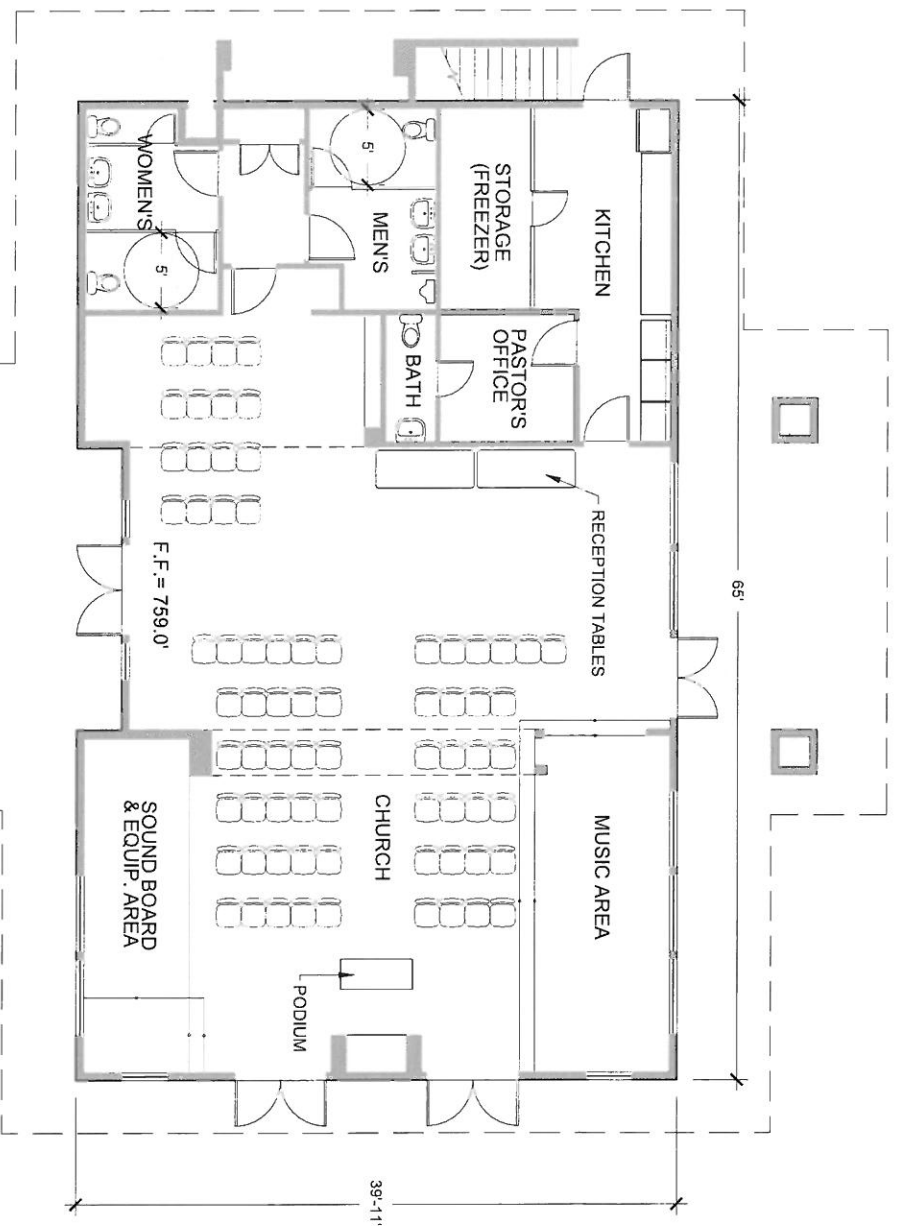 STORAGE
(FREEZER)
KITCHEN
5'
MEN'S
WOMEN'S
5'
BATH
PASTOR'S
OFFICE
RECEPTION TABLES
F.F.= 759.0'
65'
CHURCH
MUSIC AREA
SOUND BOARD
& EQUIP. AREA
PODIUM
39'-11"